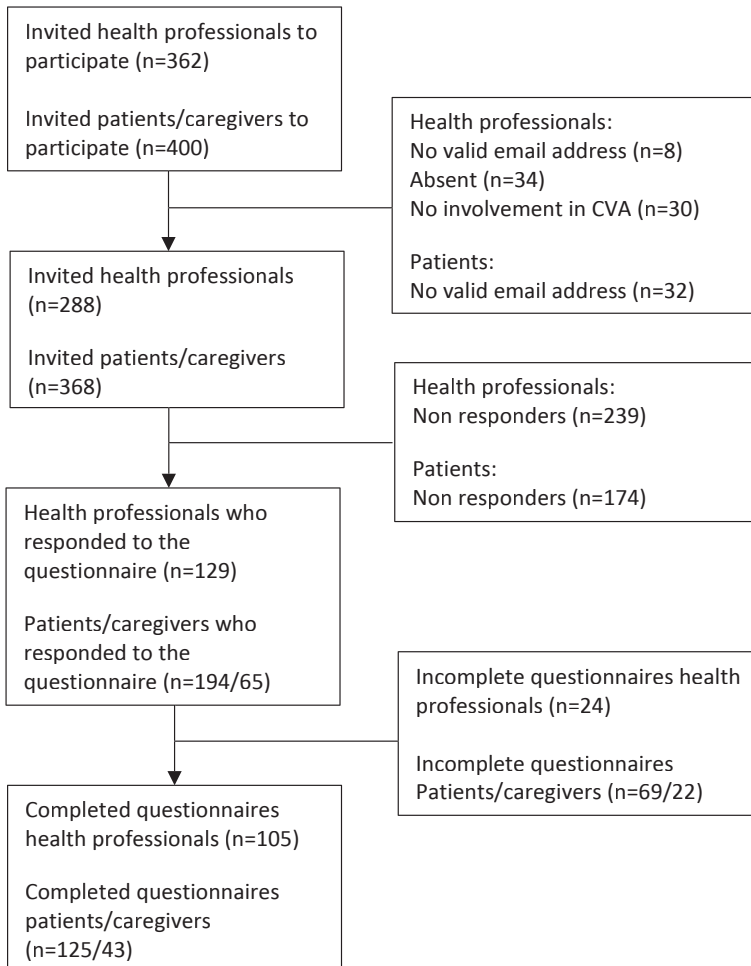 Invited health professionals to
participate (n=362)
Invited patients/caregivers to
participate (n=400)
Health professionals:
No valid email address (n=8)
Absent (n=34)
No involvement in CVA (n=30)
Patients:
No valid email address (n=32)
Invited health professionals
(n=288)
Invited patients/caregivers
(n=368)
Health professionals:
Non responders (n=239)
Patients:
Non responders (n=174)
Health professionals who
responded to the
questionnaire (n=129)
Patients/caregivers who
responded to the
questionnaire (n=194/65)
Incomplete questionnaires health
professionals (n=24)
Incomplete questionnaires
Patients/caregivers (n=69/22)
Completed questionnaires
health professionals (n=105)
Completed questionnaires
patients/caregivers
(n=125/43)